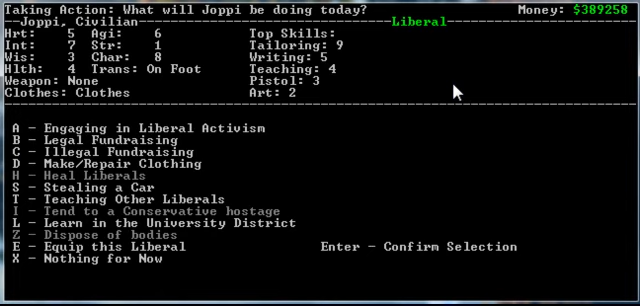 Taking Action: What will Joppi be doing today? Money: $389258
Joppi, Civilian Liberal
Hrt: 5 Agi: 6 Top Skills:
Int: 7 Str: 1 Tailoring: 9
Wis: 3 Char: 8 Writing: 5
Hlth: 4 Trans: On Foot Teaching: 4
Weapon: None Pistol: 3
Clothes: Clothes Art: 2
A - Engaging in Liberal Activism
B - Legal Fundraising
C - Illegal Fundraising
D - Make/Repair Clothing
H - Heal Liberals
S - Stealing a Car
T - Teaching Other Liberals
I - Tend to a Conservative hostage
L - Learn in the University District
Z - Dispose of bodies
E - Equip this Liberal Enter - Confirm Selection
X - Nothing for Now